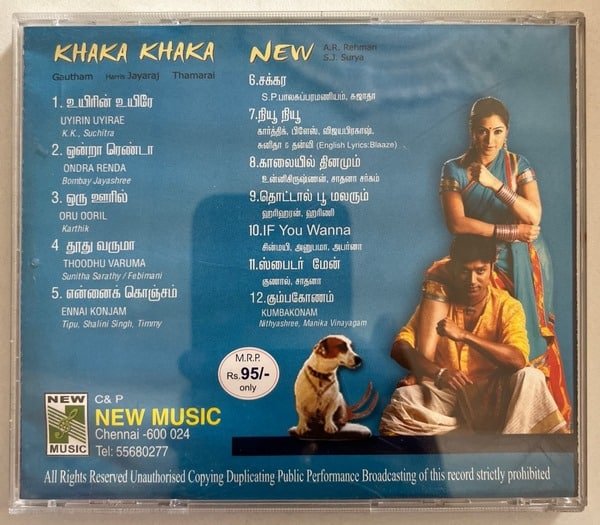 KHAKA KHAKA
Gautham Harris Jayaraj Thamarai
1. உயிரின் உயிரே
UYIRIN UYIRAE
K.K., Suchitra
2. ஒன்றா ரெண்டா
ONDRA RENDA
Bombay Jayashree
3. ஒரு ஊரில்
ORU OORIL
Karthik
4 தூது வருமா
THOODHU VARUMA
Sunitha Sarathy / Febimani
5. என்னைக் கொஞ்சம்
ENNAI KONJAM
Tipu, Shalini Singh, Timmy
NEW
A.R. Rehman
S.J. Surya
6.சக்கர
S.P.பாலசுப்ரமணியம், சுஜாதா
7.நியூ நியூ
கார்த்திக், பிளேஸ், விஜயபிரகாஷ்,
சுனிதா & தன்வி (English Lyrics:Blaaze)
8.காலையில் தினமும்
உன்னிகிருஷ்ணன், சாதனா சர்கம்
9.தொட்டால் பூ மலரும்
ஹரிஹரன், ஹரிணி
10.IF You Wanna
சின்மயி, அனுபமா, அபர்ணா
11.ஸ்பைடர் மேன்
குணால், சாதனா
12.கும்பகோணம்
KUMBAKONAM
Nithyashree, Manika Vinayagam
M.R.P.
Rs.95/-
only
NEW
MUSIC
C& P
NEW MUSIC
Chennai -600 024
Tel: 55680277
All Rights Reserved Unauthorised Copying Duplicating Public Performance Broadcasting of this record strictly prohibited